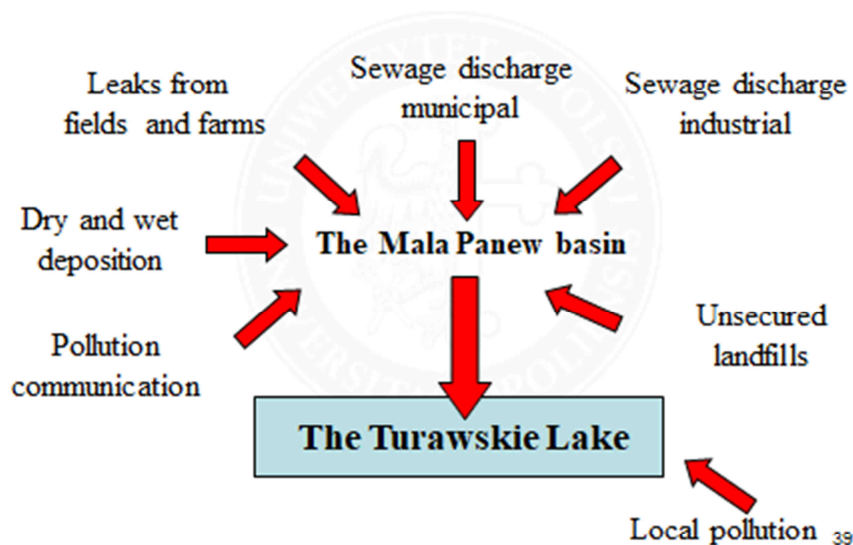 Leaks from
fields and farms
Sewage discharge
municipal
Sewage discharge
industrial
Dry and wet
deposition
The Mala Panew basin
Pollution
communication
Unsecured
landfills
The Turawskie Lake
Local pollution
39